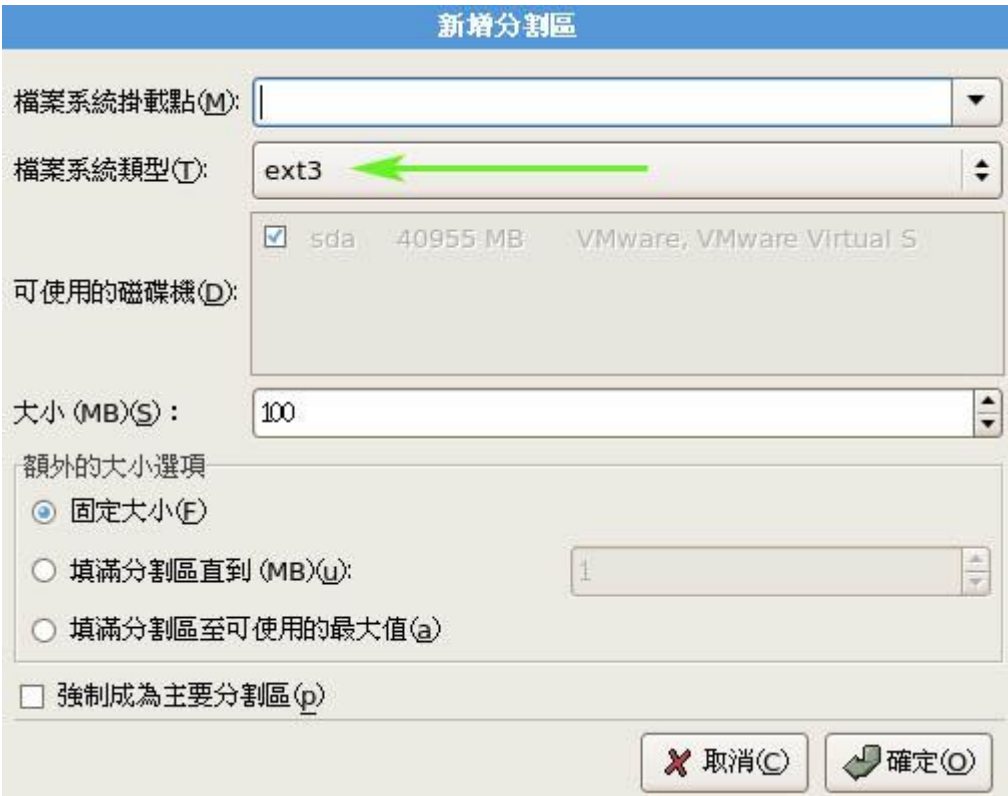 新增分割區
檔案系統掛載點(M):
檔案系統類型(T): ext3
sda 40955 MB VMware, VMware Virtual S
可使用的磁碟機(D):
大小 (MB)(S)： 100
額外的大小選項
固定大小(F)
填滿分割區直到 (MB)(u): 1
填滿分割區至可使用的最大值(a)
強制成為主要分割區(p)
取消(C) 確定(O)